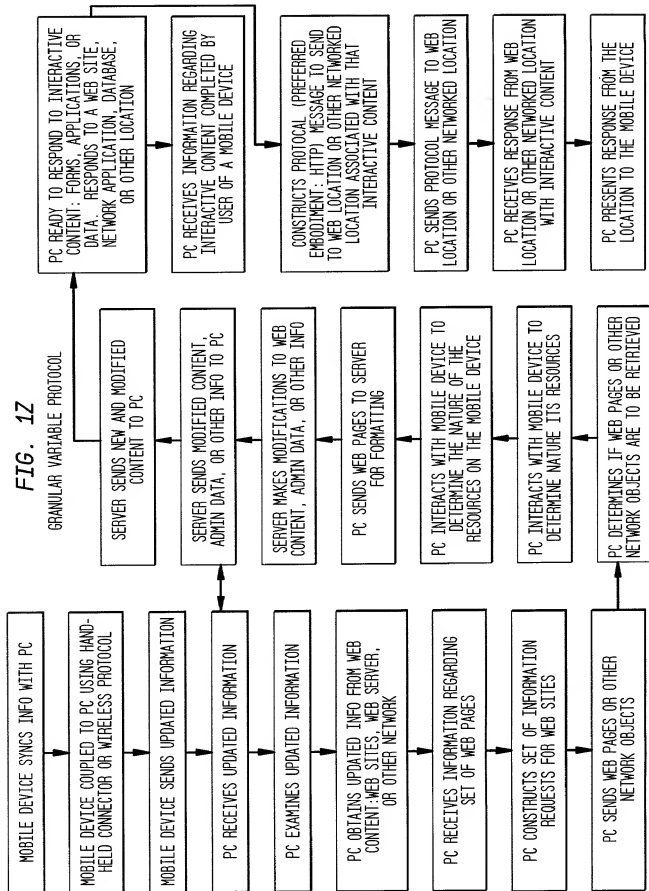 FIG. 1Z
GRANULAR VARIABLE PROTOCOL
MOBILE DEVICE SYNCS INFO WITH PC
MOBILE DEVICE COUPLED TO PC USING HAND-
HELD CONNECTOR OR WIRELESS PROTOCOL
MOBILE DEVICE SENDS UPDATED INFORMATION
PC RECEIVES UPDATED INFORMATION
PC EXAMINES UPDATED INFORMATION
PC OBTAINS UPDATED INFO FROM WEB
CONTENT:WEB SITES, WEB SERVER,
OR OTHER NETWORK
PC RECEIVES INFORMATION REGARDING
SET OF WEB PAGES
PC CONSTRUCTS SET OF INFORMATION
REQUESTS FOR WEB SITES
PC SENDS WEB PAGES OR OTHER
NETWORK OBJECTS
SERVER SENDS NEW AND MODIFIED
CONTENT TO PC
SERVER SENDS MODIFIED CONTENT,
ADMIN DATA, OR OTHER INFO TO PC
SERVER MAKES MODIFICATIONS TO WEB
CONTENT, ADMIN DATA, OR OTHER INFO
PC SENDS WEB PAGES TO SERVER
FOR FORMATTING
PC INTERACTS WITH MOBILE DEVICE TO
DETERMINE THE NATURE OF THE
RESOURCES ON THE MOBILE DEVICE
PC INTERACTS WITH MOBILE DEVICE TO
DETERMINE NATURE ITS RESOURCES
PC DETERMINES IF WEB PAGES OR OTHER
NETWORK OBJECTS ARE TO BE RETRIEVED
PC READY TO RESPOND TO INTERACTIVE
CONTENT: FORMS, APPLICATIONS, OR
DATA. RESPONDS TO A WEB SITE,
NETWORK APPLICATION, DATABASE,
OR OTHER LOCATION
PC RECEIVES INFORMATION REGARDING
INTERACTIVE CONTENT COMPLETED BY
USER OF A MOBILE DEVICE
CONSTRUCTS PROTOCAL (PREFERRED
EMBODIMENT: HTTP) MESSAGE TO SEND
TO WEB LOCATION OR OTHER NETWORKED
LOCATION ASSOCIATED WITH THAT
INTERACTIVE CONTENT
PC SENDS PROTOCOL MESSAGE TO WEB
LOCATION OR OTHER NETWORKED LOCATION
PC RECEIVES RESPONSE FROM WEB
LOCATION OR OTHER NETWORKED LOCATION
WITH INTERACTIVE CONTENT
PC PRESENTS RESPONSE FROM THE
LOCATION TO THE MOBILE DEVICE